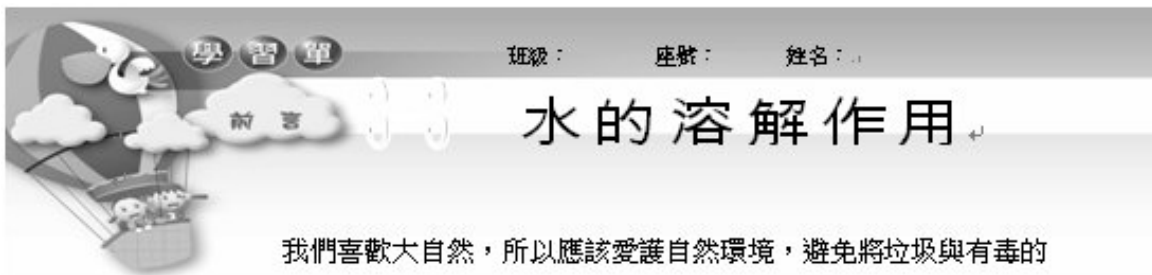 學習單
班級： 座號： 姓名：
前言
水的溶解作用
我們喜歡大自然，所以應該愛護自然環境，避免將垃圾與有毒的